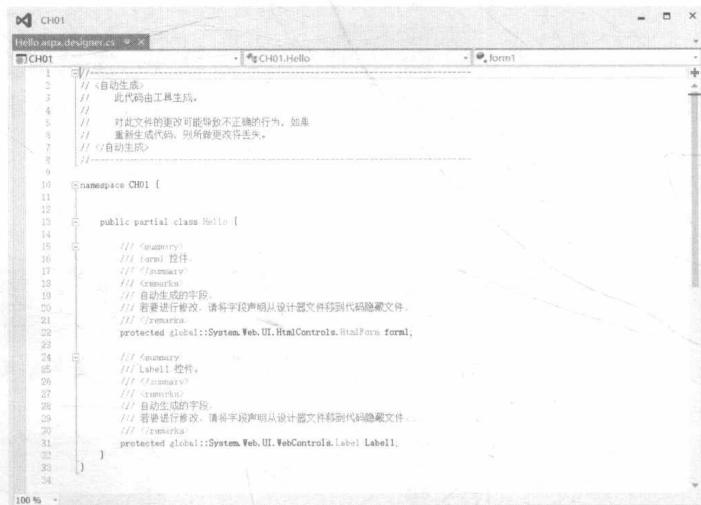 CH01
Hello.aspx.designer.cs
CH01 CH01.Hello form1
1 //------------------------------------------------------------------------------
2 // <自动生成>
3 //     此代码由工具生成。
4 //
5 //     对此文件的更改可能导致不正确的行为，如果
6 //     重新生成代码，则所做更改将丢失。
7 // </自动生成>
8 //------------------------------------------------------------------------------
9
10 namespace CH01 {
11
12
13     public partial class Hello {
14
15         /// <summary>
16         /// form1 控件。
17         /// </summary>
18         /// <remarks>
19         /// 自动生成的字段。
20         /// 若要进行修改，请将字段声明从设计器文件移到代码隐藏文件。
21         /// </remarks>
22         protected global::System.Web.UI.HtmlControls.HtmlForm form1;
23
24         /// <summary>
25         /// Label1 控件。
26         /// </summary>
27         /// <remarks>
28         /// 自动生成的字段。
29         /// 若要进行修改，请将字段声明从设计器文件移到代码隐藏文件。
30         /// </remarks>
31         protected global::System.Web.UI.WebControls.Label Label1;
32     }
33 }
34
100 %